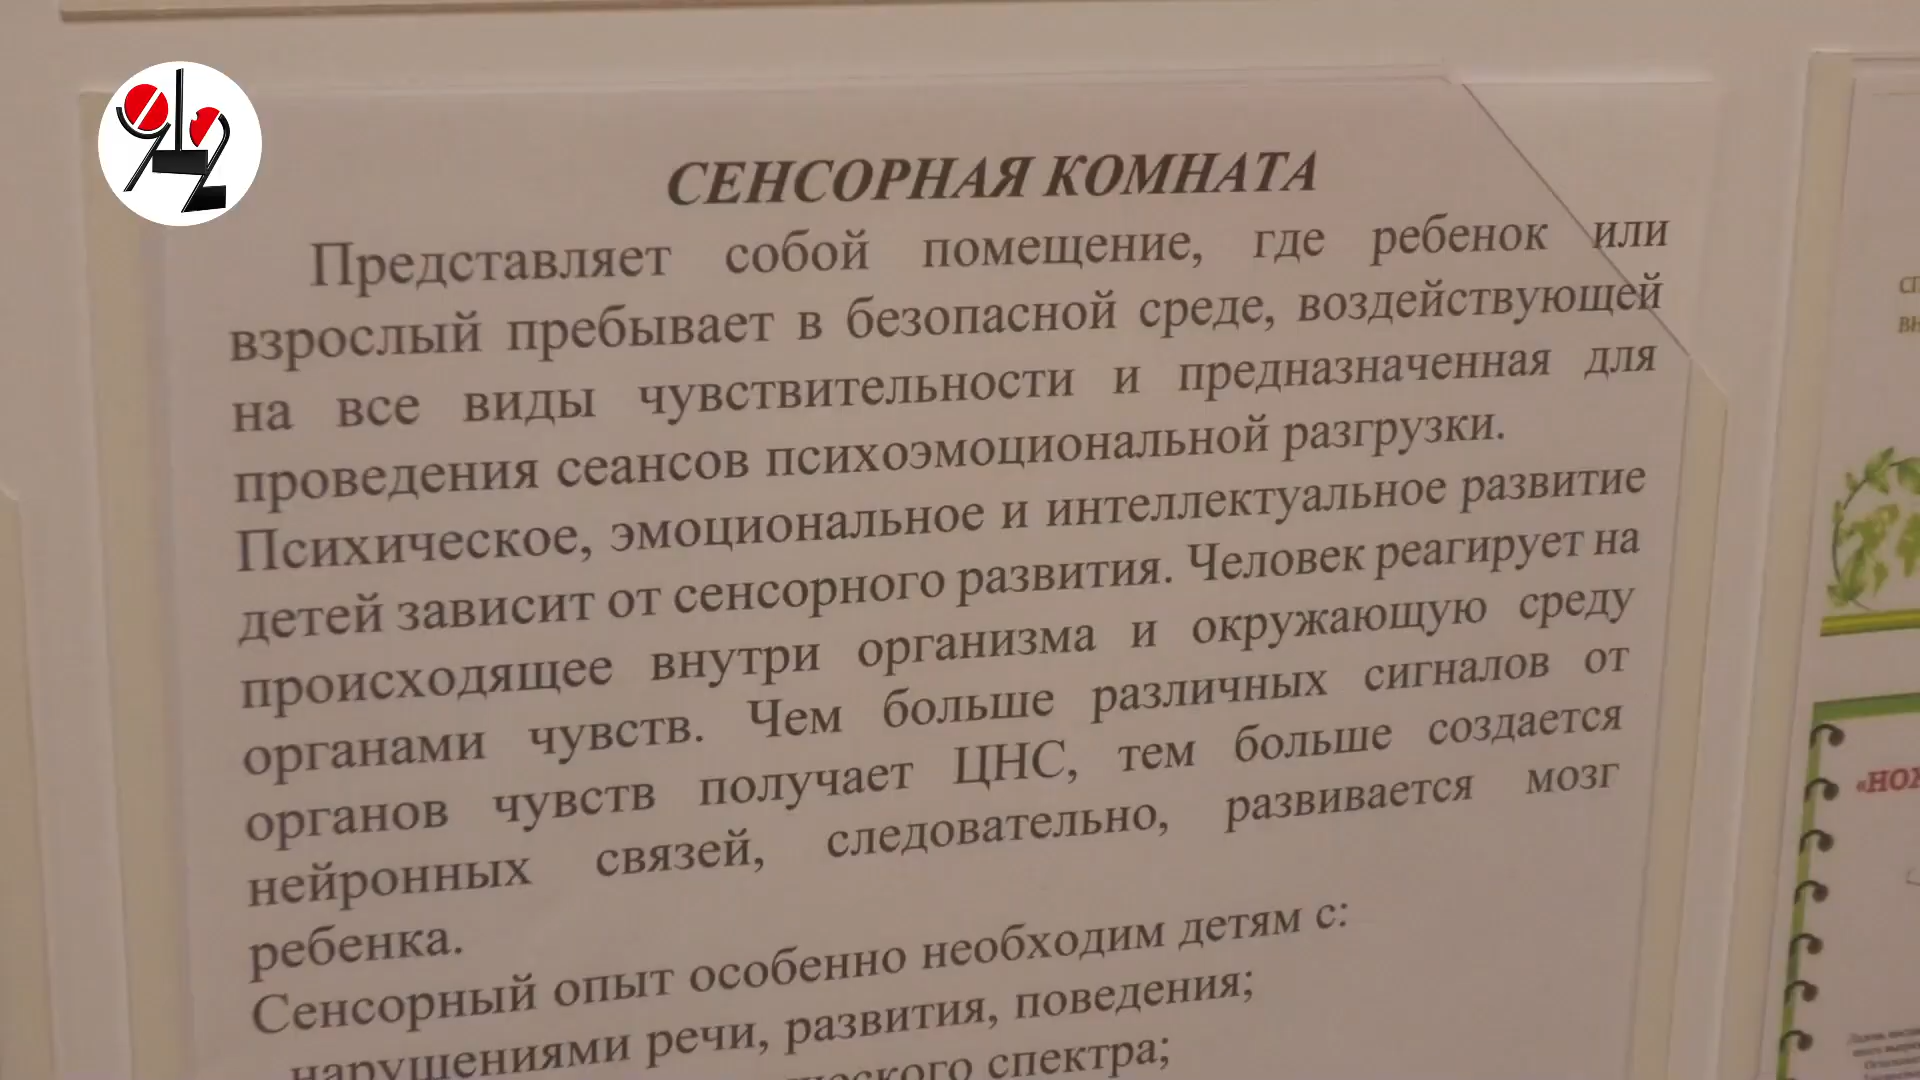 СЕНСОРНАЯ КОМНАТА
Представляет собой помещение, где ребенок или
взрослый пребывает в безопасной среде, воздействующей
на все виды чувствительности и предназначенная для
проведения сеансов психоэмоциональной разгрузки.
Психическое, эмоциональное и интеллектуальное развитие
детей зависит от сенсорного развития. Человек реагирует на
происходящее внутри организма и окружающую среду
органами чувств. Чем больше различных сигналов от
органов чувств получает ЦНС, тем больше создается
нейронных связей, следовательно, развивается мозг
ребенка.
Сенсорный опыт особенно необходим детям с:
нарушениями речи, развития, поведения;
спектра;